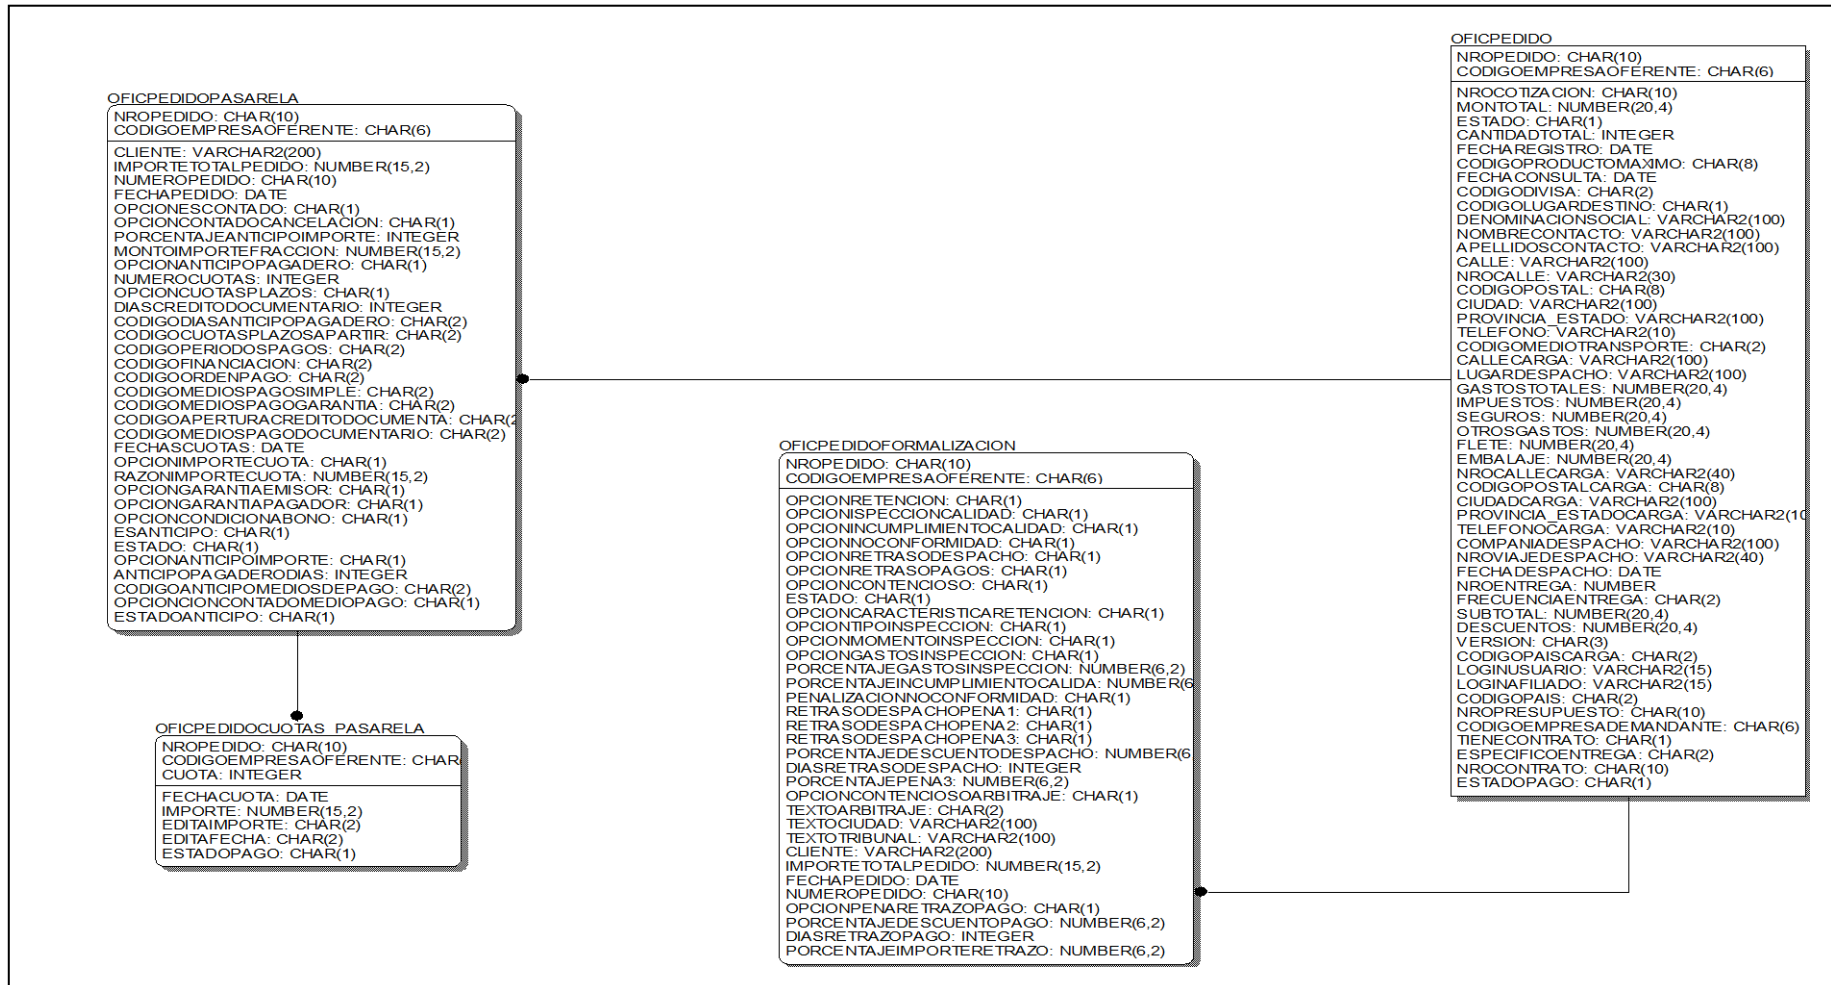 OFICPEDIDOPASARELA
NROPEDIDO: CHAR(10)
CODIGOEMPRESAOFERENTE: CHAR(6)
CLIENTE: VARCHAR2(200)
IMPORTETOTALPEDIDO: NUMBER(15,2)
NUMEROPEDIDO: CHAR(10)
FECHAPEDIDO: DATE
OPCIONESCONTADO: CHAR(1)
OPCIONCONTADOCANCELACION: CHAR(1)
PORCENTAJEANTICIPOIMPORTE: INTEGER
MONTOIMPORTEFRACCION: NUMBER(15,2)
OPCIONANTICIPOPAGADERO: CHAR(1)
NUMEROCUOTAS: INTEGER
OPCIONCUOTASPLAZOS: CHAR(1)
DIASCREDITODOCUMENTARIO: INTEGER
CODIGODIASANTICIPOPAGADERO: CHAR(2)
CODIGOCUOTASPLAZOSAPARTIR: CHAR(2)
CODIGOPERIODOSPAGOS: CHAR(2)
CODIGOFINANCIACION: CHAR(2)
CODIGOORDENPAGO: CHAR(2)
CODIGOMEDIOSPAGOSIMPLE: CHAR(2)
CODIGOMEDIOSPAGOGARANTIA: CHAR(2)
CODIGOAPERTURACREDITODOCUMENTA: CHAR(2
CODIGOMEDIOSPAGODOCUMENTARIO: CHAR(2)
FECHASCUOTAS: DATE
OPCIONIMPORTECUOTA: CHAR(1)
RAZONIMPORTECUOTA: NUMBER(15,2)
OPCIONGARANTIAEMISOR: CHAR(1)
OPCIONGARANTIAPAGADOR: CHAR(1)
OPCIONCONDICIONABONO: CHAR(1)
ESANTICIPO: CHAR(1)
ESTADO: CHAR(1)
OPCIONANTICIPOIMPORTE: CHAR(1)
ANTICIPOPAGADERODIAS: INTEGER
CODIGOANTICIPOMEDIOSDEPAGO: CHAR(2)
OPCIONCIONCONTADOMEDIOPAGO: CHAR(1)
ESTADOANTICIPO: CHAR(1)
OFICPEDIDOCUOTAS_PASARELA
NROPEDIDO: CHAR(10)
CODIGOEMPRESAOFERENTE: CHAR(
CUOTA: INTEGER
FECHACUOTA: DATE
IMPORTE: NUMBER(15,2)
EDITAIMPORTE: CHAR(2)
EDITAFECHA: CHAR(2)
ESTADOPAGO: CHAR(1)
OFICPEDIDOFORMALIZACION
NROPEDIDO: CHAR(10)
CODIGOEMPRESAOFERENTE: CHAR(6)
OPCIONRETENCION: CHAR(1)
OPCIONISPECCIONCALIDAD: CHAR(1)
OPCIONINCUMPLIMIENTOCALIDAD: CHAR(1)
OPCIONNOCONFORMIDAD: CHAR(1)
OPCIONRETRASODESPACHO: CHAR(1)
OPCIONRETRASOPAGOS: CHAR(1)
OPCIONCONTENCIOSO: CHAR(1)
ESTADO: CHAR(1)
OPCIONCARACTERISTICARETENCION: CHAR(1)
OPCIONTIPOINSPECCION: CHAR(1)
OPCIONMOMENTOINSPECCION: CHAR(1)
OPCIONGASTOSINSPECCION: CHAR(1)
PORCENTAJEGASTOSINSPECCION: NUMBER(6,2)
PORCENTAJEINCUMPLIMIENTOCALIDA: NUMBER(6
PENALIZACIONNOCONFORMIDAD: CHAR(1)
RETRASODESPACHOPENA1: CHAR(1)
RETRASODESPACHOPENA2: CHAR(1)
RETRASODESPACHOPENA3: CHAR(1)
PORCENTAJEDESCUENTODESPACHO: NUMBER(6
DIASRETRASODESPACHO: INTEGER
PORCENTAJEPENA3: NUMBER(6,2)
OPCIONCONTENCIOSOARBITRAJE: CHAR(1)
TEXTOARBITRAJE: CHAR(2)
TEXTOCIUDAD: VARCHAR2(100)
TEXTOTRIBUNAL: VARCHAR2(100)
CLIENTE: VARCHAR2(200)
IMPORTETOTALPEDIDO: NUMBER(15,2)
FECHAPEDIDO: DATE
NUMEROPEDIDO: CHAR(10)
OPCIONPENARETRAZOPAGO: CHAR(1)
PORCENTAJEDESCUENTOPAGO: NUMBER(6,2)
DIASRETRAZOPAGO: INTEGER
PORCENTAJEIMPORTERETRAZO: NUMBER(6,2)
OFICPEDIDO
NROPEDIDO: CHAR(10)
CODIGOEMPRESAOFERENTE: CHAR(6)
NROCOTIZACION: CHAR(10)
MONTOTAL: NUMBER(20,4)
ESTADO: CHAR(1)
CANTIDADTOTAL: INTEGER
FECHAREGISTRO: DATE
CODIGOPRODUCTOMAXIMO: CHAR(8)
FECHACONSULTA: DATE
CODIGODIVISA: CHAR(2)
CODIGOLUGARDESTINO: CHAR(1)
DENOMINACIONSOCIAL: VARCHAR2(100)
NOMBRECONTACTO: VARCHAR2(100)
APELLIDOSCONTACTO: VARCHAR2(100)
CALLE: VARCHAR2(100)
NROCALLE: VARCHAR2(30)
CODIGOPOSTAL: CHAR(8)
CIUDAD: VARCHAR2(100)
PROVINCIA_ESTADO: VARCHAR2(100)
TELEFONO: VARCHAR2(10)
CODIGOMEDIOTRANSPORTE: CHAR(2)
CALLECARGA: VARCHAR2(100)
LUGARDESPACHO: VARCHAR2(100)
GASTOSTOTALES: NUMBER(20,4)
IMPUESTOS: NUMBER(20,4)
SEGUROS: NUMBER(20,4)
OTROSGASTOS: NUMBER(20,4)
FLETE: NUMBER(20,4)
EMBALAJE: NUMBER(20,4)
NROCALLECARGA: VARCHAR2(40)
CODIGOPOSTALCARGA: CHAR(8)
CIUDADCARGA: VARCHAR2(100)
PROVINCIA_ESTADOCARGA: VARCHAR2(10
TELEFONOCARGA: VARCHAR2(10)
COMPANIADESPACHO: VARCHAR2(100)
NROVIAJEDESPACHO: VARCHAR2(40)
FECHADESPACHO: DATE
NROENTREGA: NUMBER
FRECUENCIAENTREGA: CHAR(2)
SUBTOTAL: NUMBER(20,4)
DESCUENTOS: NUMBER(20,4)
VERSION: CHAR(3)
CODIGOPAISCARGA: CHAR(2)
LOGINUSUARIO: VARCHAR2(15)
LOGINAFILIADO: VARCHAR2(15)
CODIGOPAIS: CHAR(2)
NROPRESUPUESTO: CHAR(10)
CODIGOEMPRESADEMANDANTE: CHAR(6)
TIENECONTRATO: CHAR(1)
ESPECIFICOENTREGA: CHAR(2)
NROCONTRATO: CHAR(10)
ESTADOPAGO: CHAR(1)